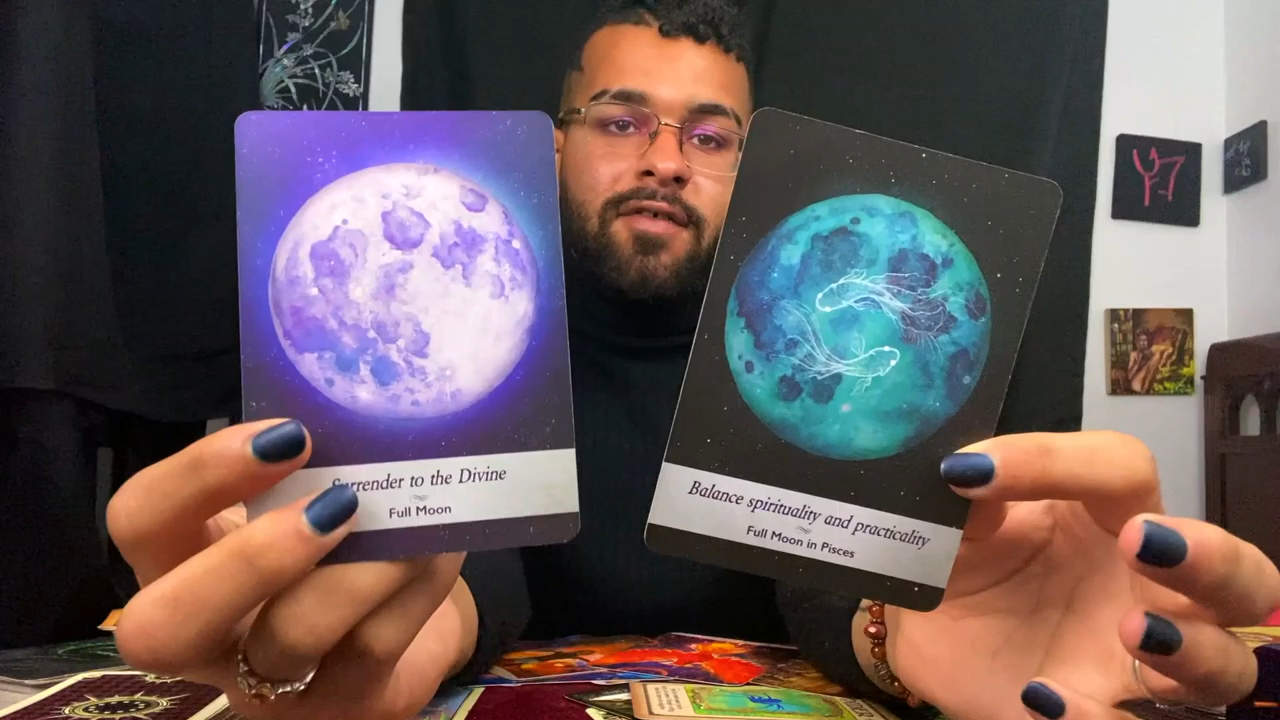 Surrender to the Divine
Full Moon
Balance spirituality and practicality
Full Moon in Pisces